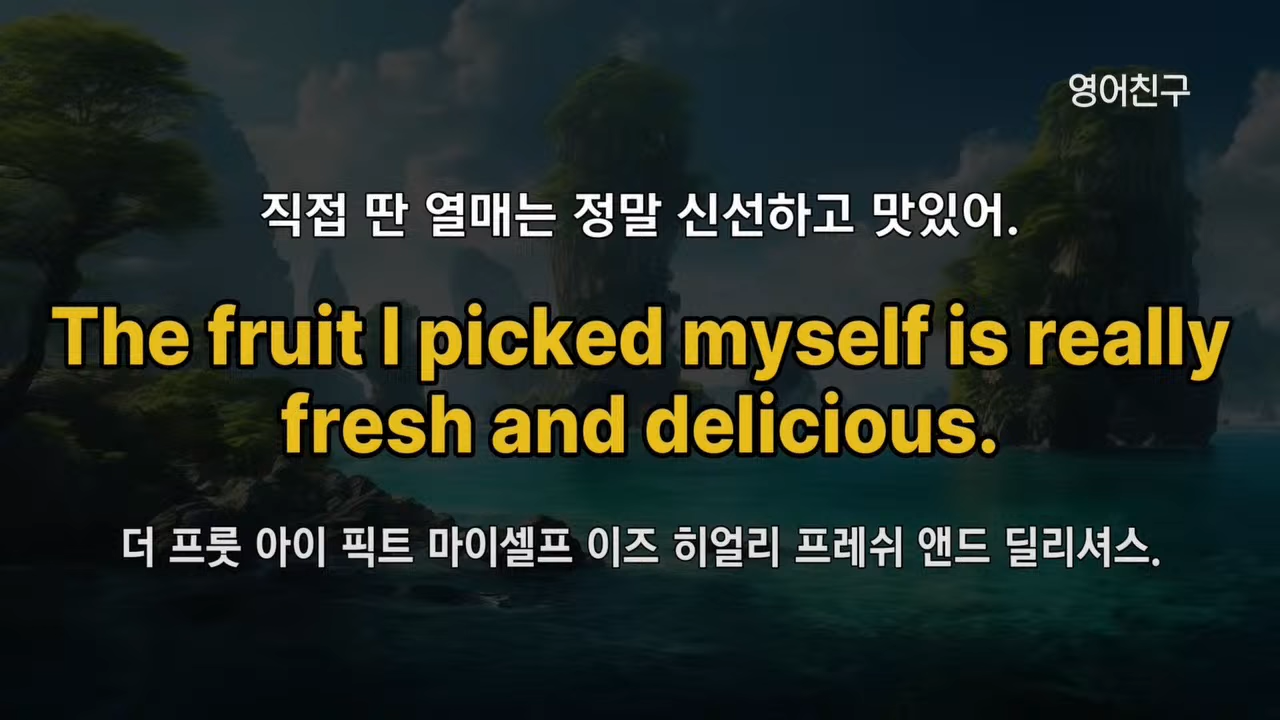 영어친구
직접 딴 열매는 정말 신선하고 맛있어.
The fruit I picked myself is really
fresh and delicious.
더 프룻 아이 픽트 마이셀프 이즈 히얼리 프레쉬 앤드 딜리셔스.